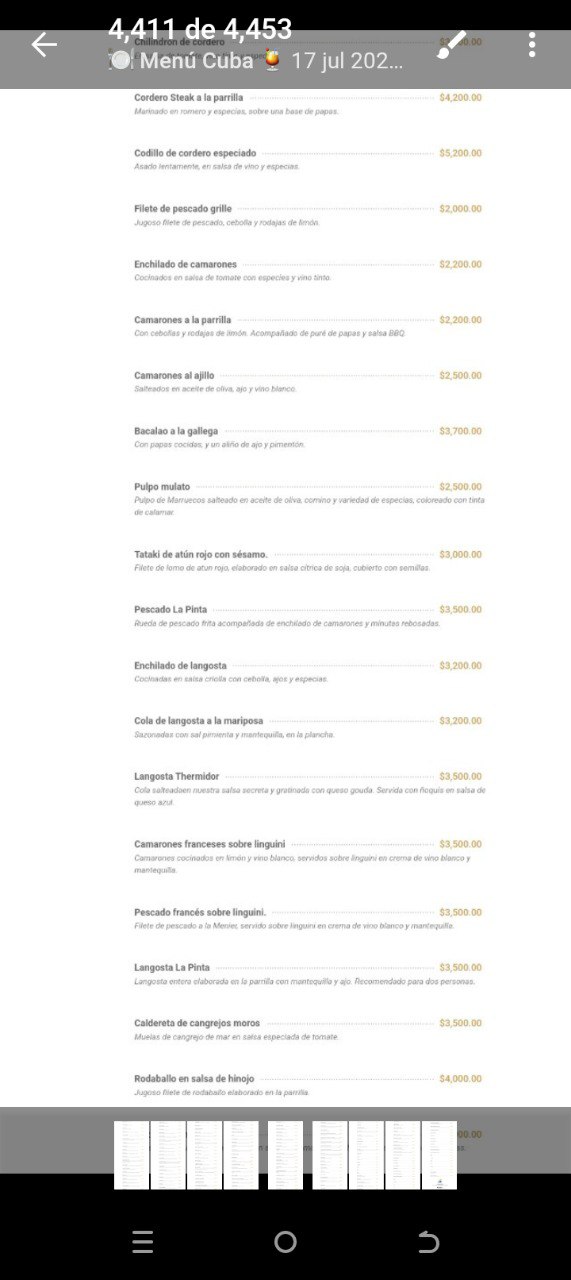 4,411 de 4,453
🍽 Menú Cuba 🍹 17 jul 202...
Chilindron de cordero
Cordero Steak a la parrilla $4,200.00
Marinado en romero y especias, sobre una base de papas.
Codillo de cordero especiado $5,200.00
Asado lentamente, en salsa de vino y especias.
Filete de pescado grille $2,000.00
Jugoso filete de pescado, cebolla y rodajas de limón.
Enchilado de camarones $2,200.00
Cocinados en salsa de tomate con especies y vino tinto.
Camarones a la parrilla $2,200.00
Con cebollas y rodajas de limón. Acompañado de puré de papas y salsa BBQ.
Camarones al ajillo $2,500.00
Salteados en aceite de oliva, ajo y vino blanco.
Bacalao a la gallega $3,700.00
Con papas cocidas, y un aliño de ajo y pimentón.
Pulpo mulato $2,500.00
Pulpo de Marruecos salteado en aceite de oliva, comino y variedad de especias, coloreado con tinta
de calamar.
Tataki de atún rojo con sésamo. $3,000.00
Filete de lomo de atun rojo, elaborado en salsa cítrica de soja, cubierto con semillas.
Pescado La Pinta $3,500.00
Rueda de pescado frita acompañada de enchilado de camarones y minutas rebosadas.
Enchilado de langosta $3,200.00
Cocinadas en salsa criolla con cebolla, ajos y especias.
Cola de langosta a la mariposa $3,200.00
Sazonadas con sal pimienta y mantequilla, en la plancha.
Langosta Thermidor $3,500.00
Cola salteadaen nuestra salsa secreta y gratinada con queso gouda. Servida con ñoquis en salsa de
queso azul.
Camarones franceses sobre linguini $3,500.00
Camarones cocinados en limón y vino blanco, servidos sobre linguini en crema de vino blanco y
mantequilla.
Pescado francés sobre linguini. $3,500.00
Filete de pescado a la Menier, servido sobre linguini en crema de vino blanco y mantequilla.
Langosta La Pinta $3,500.00
Langosta entera elaborada en la parrilla con mantequilla y ajo. Recomendado para dos personas.
Caldereta de cangrejos moros $3,500.00
Muelas de cangrejo de mar en salsa especiada de tomate.
Rodaballo en salsa de hinojo $4,000.00
Jugoso filete de rodaballo elaborado en la parrilla.